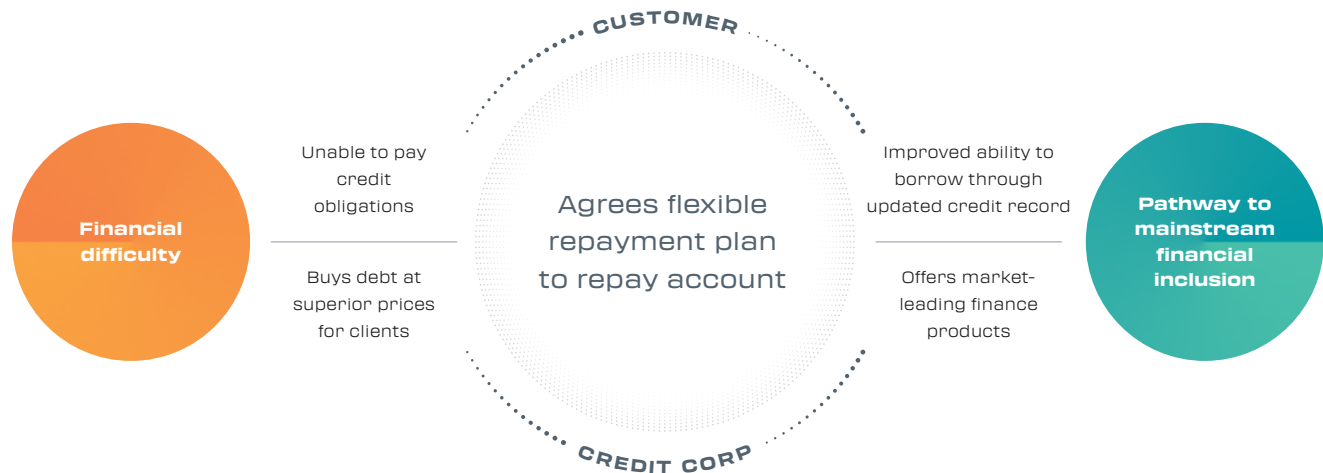 CUSTOMER
Financial
difficulty
Unable to pay
credit
obligations
Buys debt at
superior prices
for clients
Agrees flexible
repayment plan
to repay account
Improved ability to
borrow through
updated credit record
Offers market-
leading finance
products
Pathway to
mainstream
financial
inclusion
CREDIT CORP